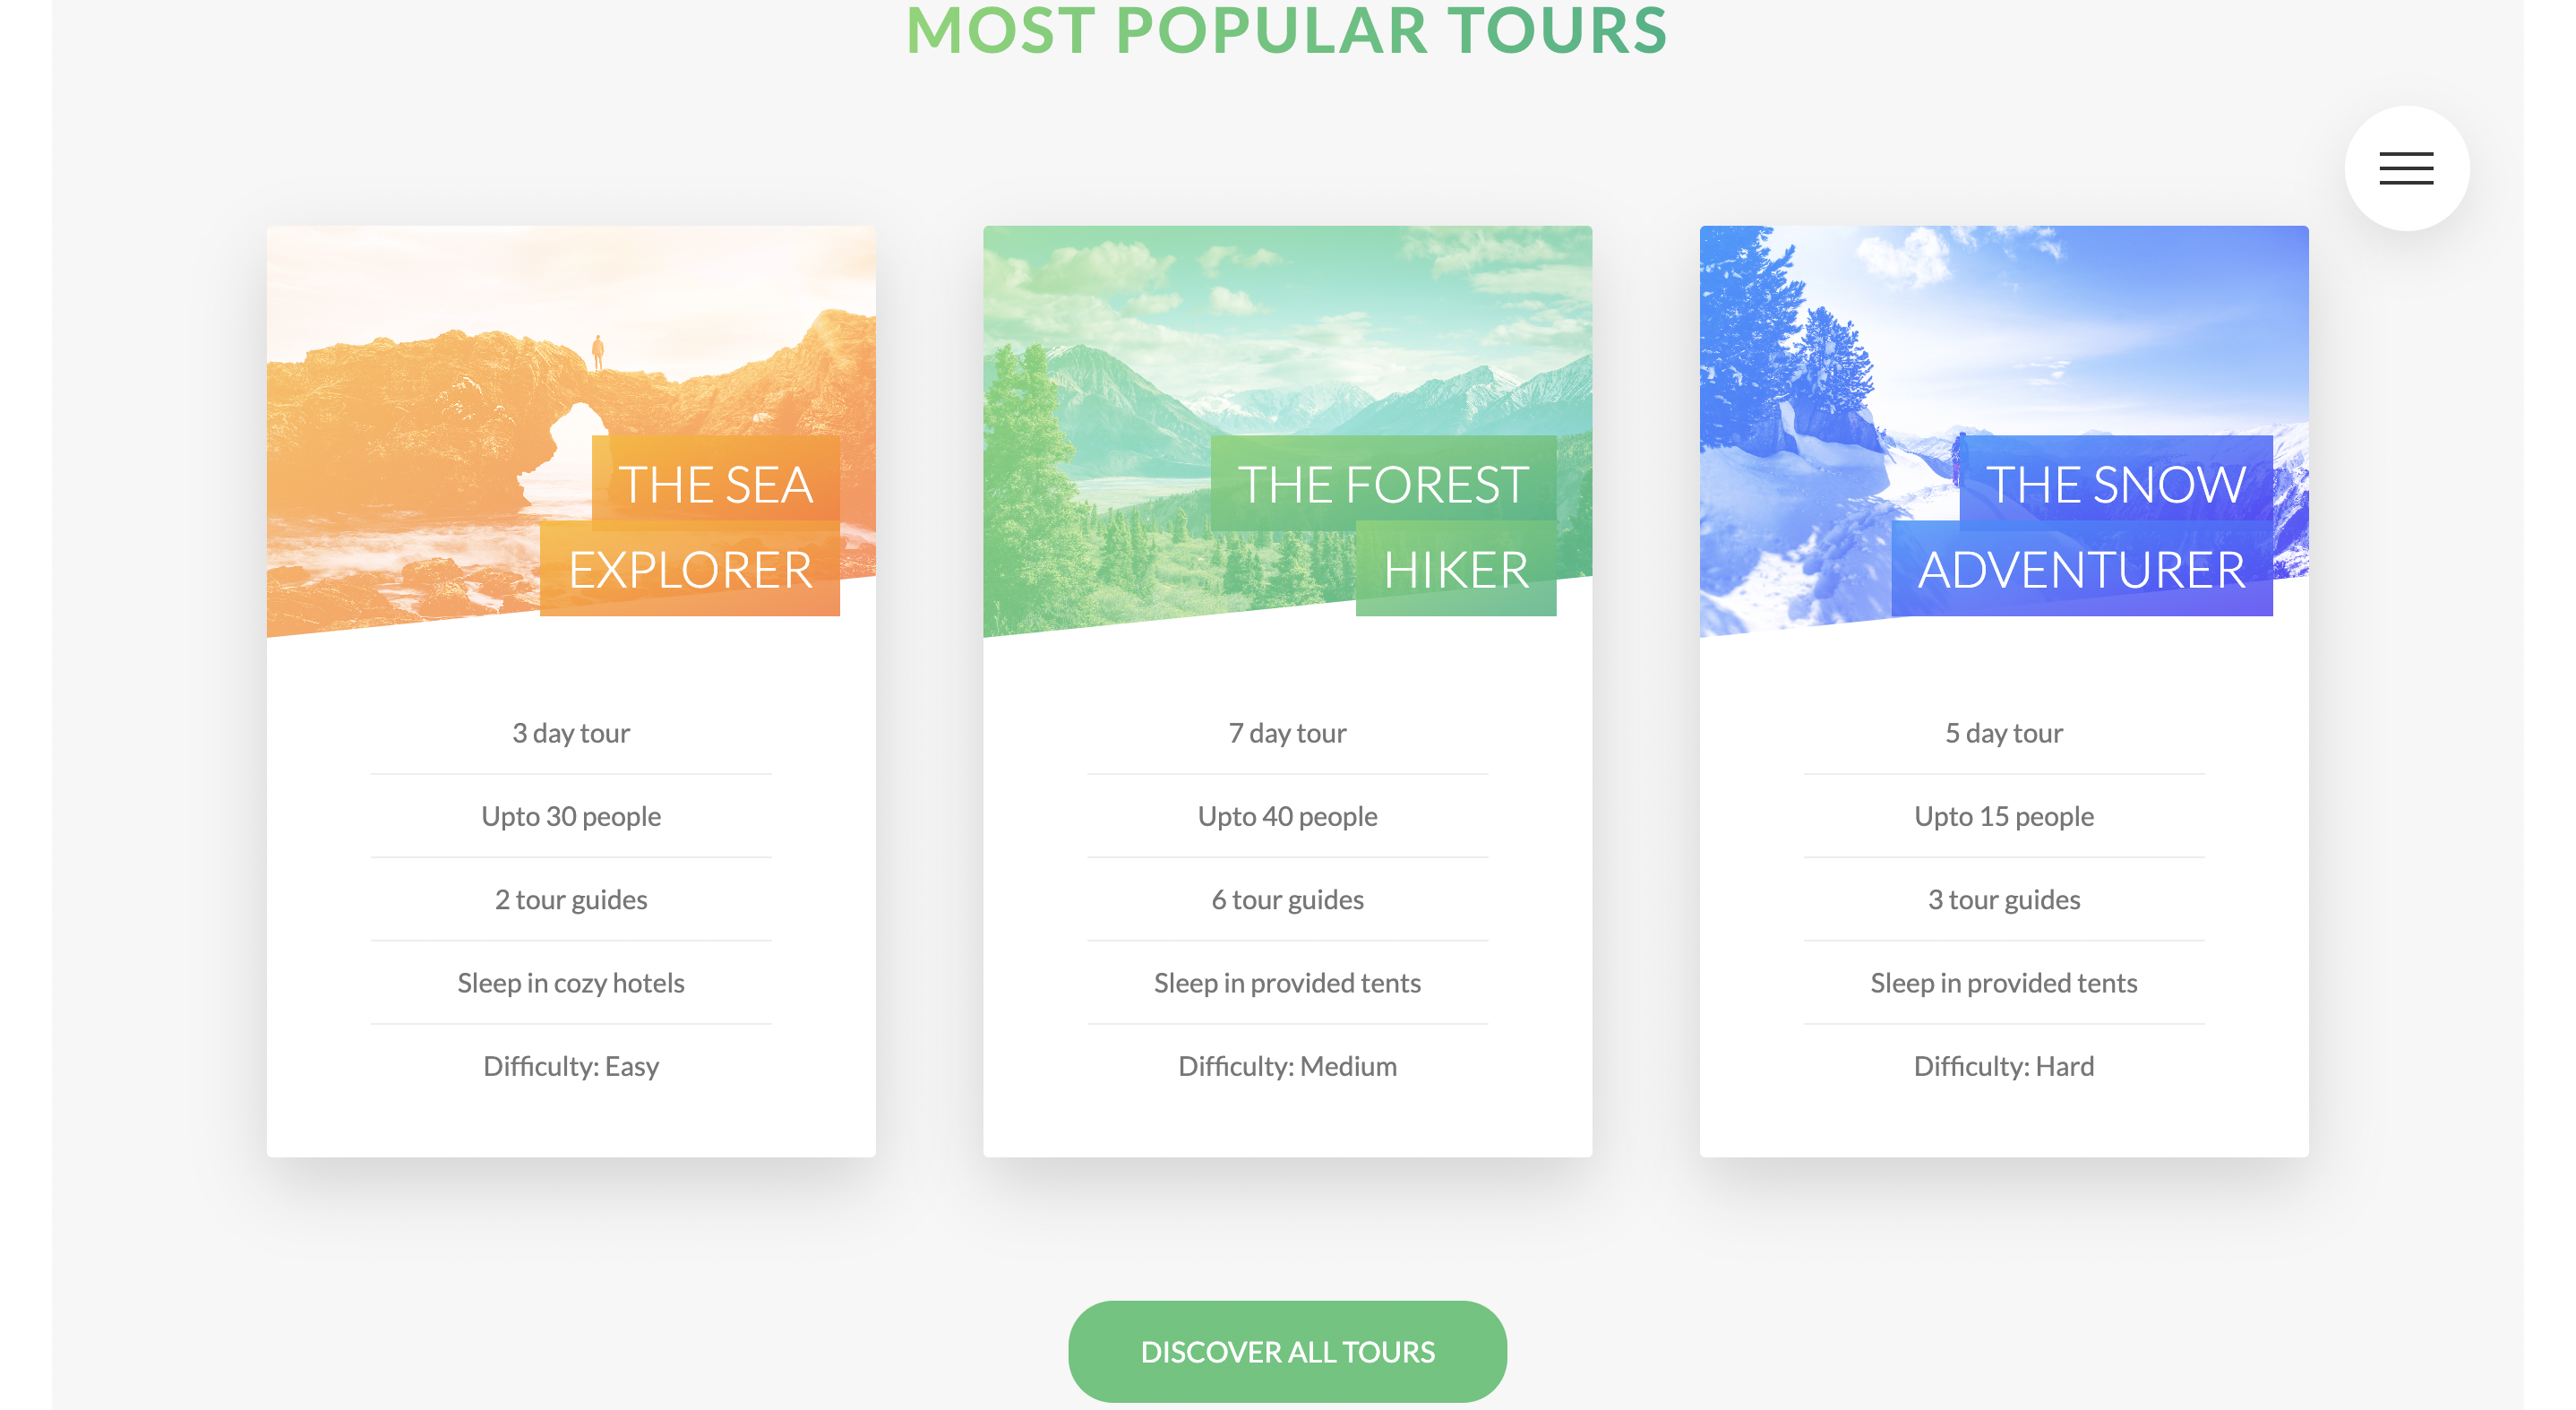 MOST POPULAR TOURS
THE SEA
EXPLORER
3 day tour
Upto 30 people
2 tour guides
Sleep in cozy hotels
Difficulty: Easy
THE FOREST
HIKER
7 day tour
Upto 40 people
6 tour guides
Sleep in provided tents
Difficulty: Medium
THE SNOW
ADVENTURER
5 day tour
Upto 15 people
3 tour guides
Sleep in provided tents
Difficulty: Hard
DISCOVER ALL TOURS